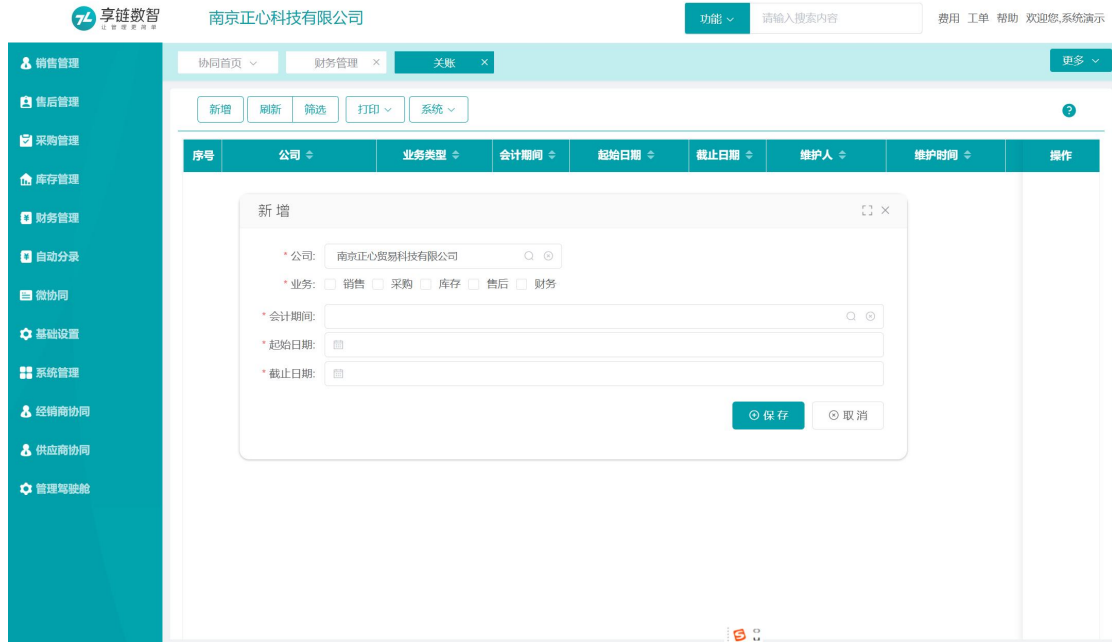 享链数智
让管理更简单
南京正心科技有限公司
功能
请输入搜索内容
费用 工单 帮助 欢迎您,系统演示
销售管理
售后管理
采购管理
库存管理
财务管理
自动分录
微协同
基础设置
系统管理
经销商协同
供应商协同
管理驾驶舱
协同首页 财务管理 × 关账 ×
更多
新增 刷新 筛选 打印 系统
?
序号 公司 业务类型 会计期间 起始日期 截止日期 维护人 维护时间 操作
新增
* 公司: 南京正心贸易科技有限公司
* 业务: 销售 采购 库存 售后 财务
* 会计期间:
* 起始日期:
* 截止日期:
保存 取消